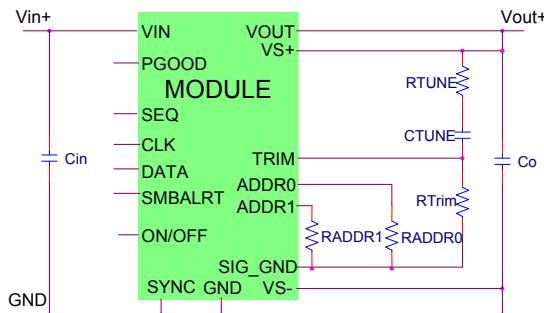 Vin+
Vout+
VIN
VOUT
VS+
PGOOD
RTUNE
MODULE
SEQ
CTUNE
CLK
Cin
TRIM
Co
DATA
ADDR0
SMBALRT
RTrim
ADDR1
ON/OFF
RADDR1
RADDR0
SIG_GND
SYNC
GND
VS-
GND